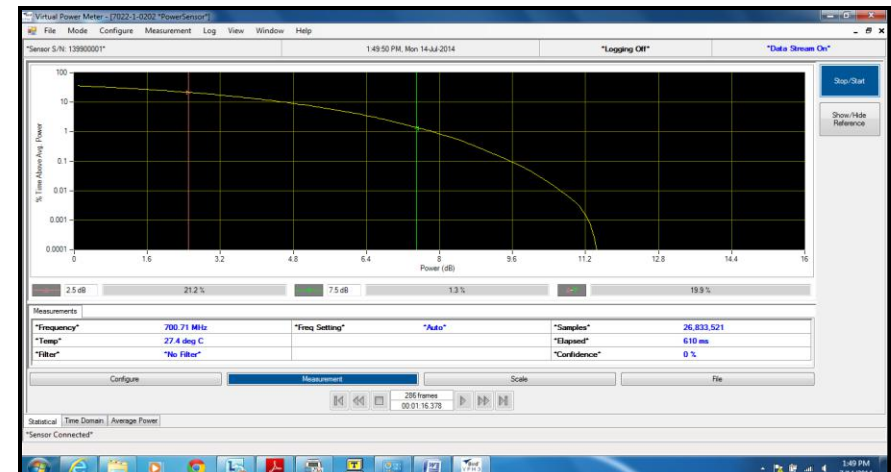 Virtual Power Meter - [7022-1-0202 "PowerSensor"]
File Mode Configure Measurement Log View Window Help
"Sensor S/N: 139900001" 1:49:50 PM, Mon 14-Jul-2014 "Logging Off" "Data Stream On"
Stop/Start
Show/Hide
Reference
% Time Above Avg. Power
100
10
1
0.1
0.01
0.001
0.0001
0 1.6 3.2 4.8 6.4 8 9.6 11.2 12.8 14.4 16
Power (dB)
2.5 dB 21.2 % 7.5 dB 1.3 % 19.9 %
Measurements
"Frequency" 700.71 MHz "Freq Setting" "Auto" "Samples" 26,833,521
"Temp" 27.4 deg C "Elapsed" 610 ms
"Filter" "No Filter" "Confidence" 0 %
Configure Measurement Scale File
286 frames
00:01:16.378
Statistical Time Domain Average Power
"Sensor Connected"
1:49 PM